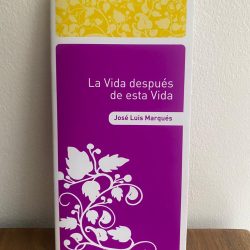 La Vida después
de esta Vida
José Luis Marqués